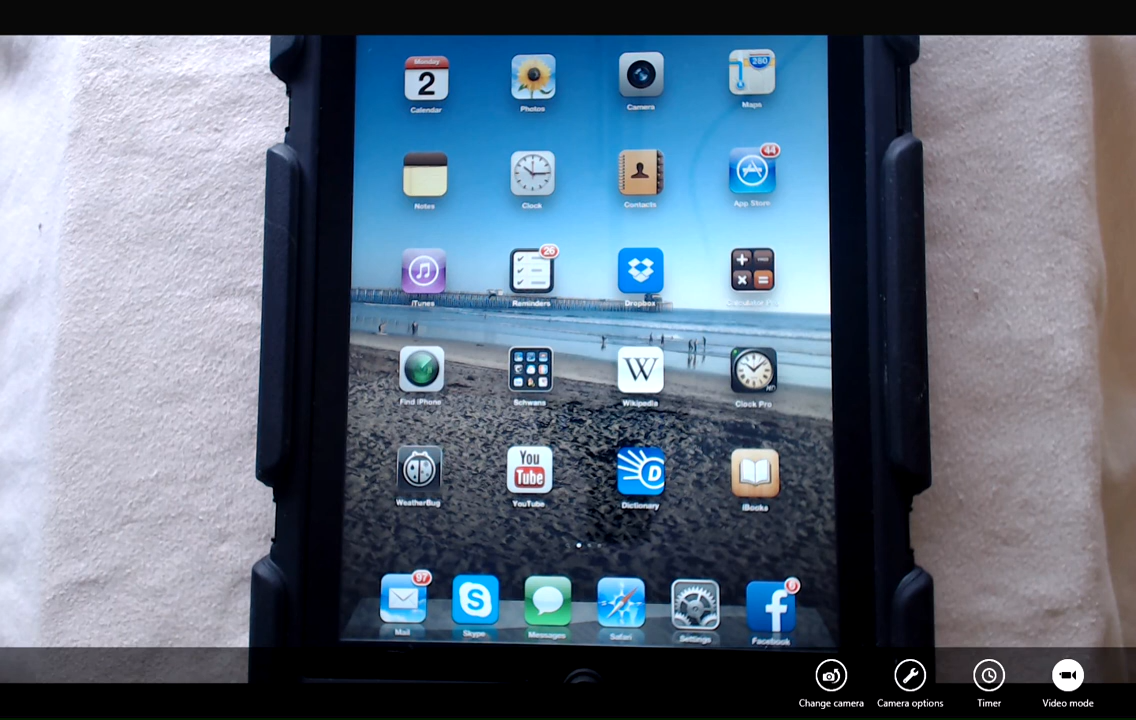 Monday
2
280
Calendar
Photos
Camera
Maps
44
Notes
Clock
Contacts
App Store
26
iTunes
Reminders
Dropbox
Calculator
W
Find iPhone
Schwans
Wikipedia
Clock Pro
You
Tube
D
WeatherBug
YouTube
Dictionary
iBooks
97
S
f
Mail
Skype
Messages
Safari
Settings
Facebook
Change camera
Camera options
Timer
Video mode